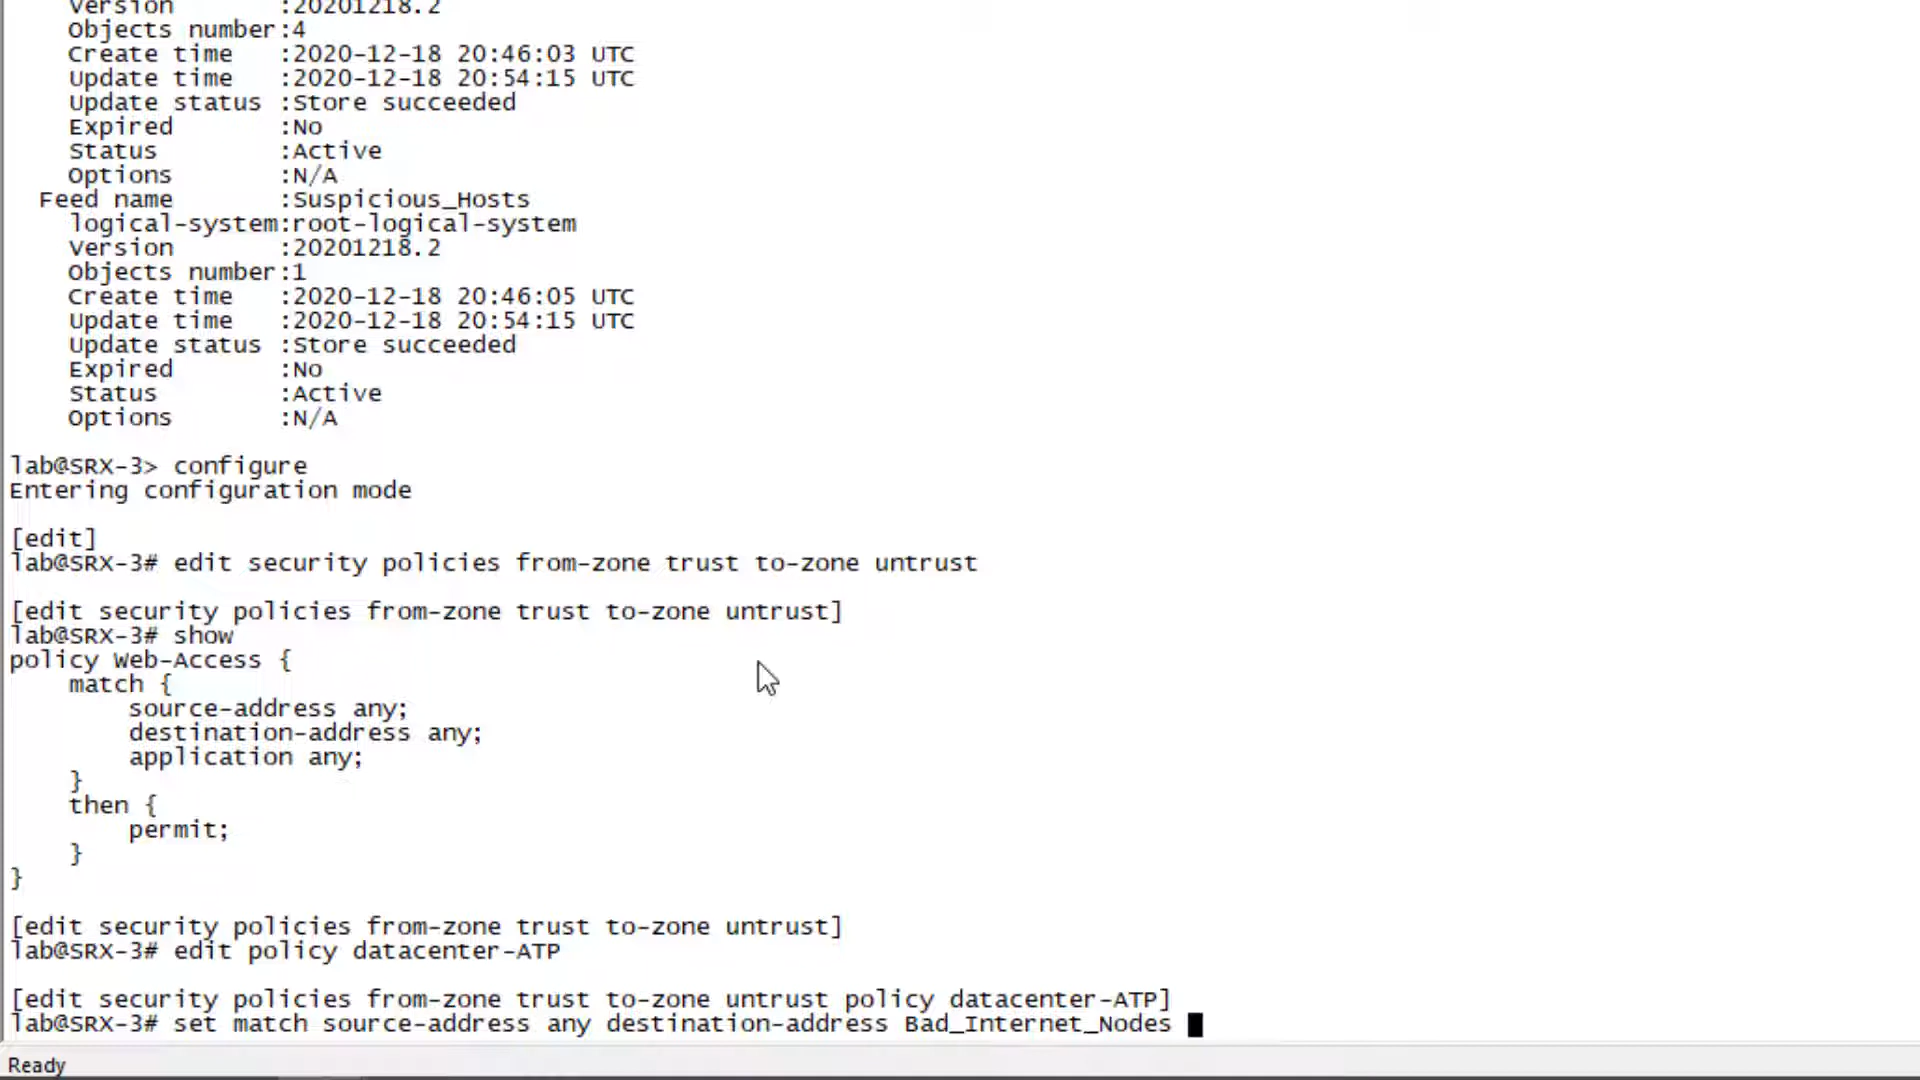 Version       :20201218.2
Objects number:4
Create time   :2020-12-18 20:46:03 UTC
Update time   :2020-12-18 20:54:15 UTC
Update status :Store succeeded
Expired       :No
Status        :Active
Options       :N/A
Feed name       :Suspicious_Hosts
logical-system:root-logical-system
Version       :20201218.2
Objects number:1
Create time   :2020-12-18 20:46:05 UTC
Update time   :2020-12-18 20:54:15 UTC
Update status :Store succeeded
Expired       :No
Status        :Active
Options       :N/A
lab@SRX-3> configure
Entering configuration mode
[edit]
lab@SRX-3# edit security policies from-zone trust to-zone untrust
[edit security policies from-zone trust to-zone untrust]
lab@SRX-3# show
policy Web-Access {
match {
source-address any;
destination-address any;
application any;
}
then {
permit;
}
}
[edit security policies from-zone trust to-zone untrust]
lab@SRX-3# edit policy datacenter-ATP
[edit security policies from-zone trust to-zone untrust policy datacenter-ATP]
lab@SRX-3# set match source-address any destination-address Bad_Internet_Nodes
Ready